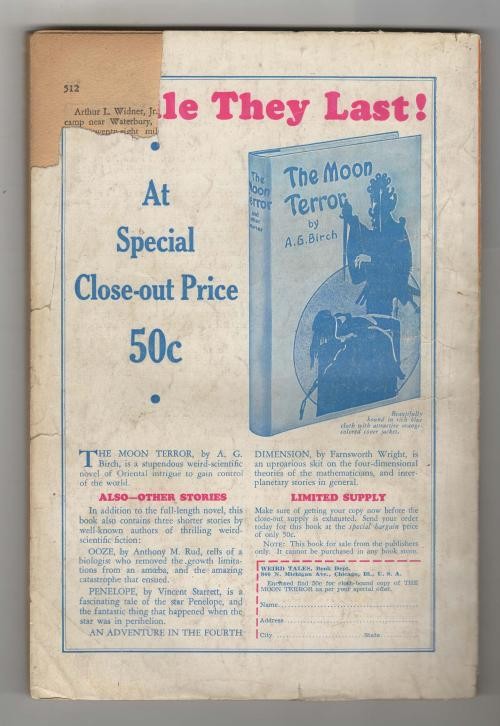 512
Arthur L. Widner, Jr.
camp near Waterbury,
twenty-eight mil
le They Last!
At
Special
Close-out Price
50c
The Moon Terror
and other stories
The Moon
Terror
by
A.G.Birch
Beautifully
bound in rich blue
cloth with attractive orange-
colored cover jacket.
THE MOON TERROR, by A. G.
Birch, is a stupendous weird-scientific
novel of Oriental intrigue to gain control
of the world.
ALSO—OTHER STORIES
In addition to the full-length novel, this
book also contains three shorter stories by
well-known authors of thrilling weird-
scientific fiction:
OOZE, by Anthony M. Rud, tells of a
biologist who removed the growth limita-
tions from an ameba, and the amazing
catastrophe that ensued.
PENELOPE, by Vincent Starrett, is a
fascinating tale of the star Penelope, and
the fantastic thing that happened when the
star was in perihelion.
AN ADVENTURE IN THE FOURTH
DIMENSION, by Farnsworth Wright, is
an uproarious skit on the four-dimensional
theories of the mathematicians, and inter-
planetary stories in general.
LIMITED SUPPLY
Make sure of getting your copy now before the
close-out supply is exhausted. Send your order
today for this book at the special bargain price
of only 50c.
NOTE: This book for sale from the publishers
only. It cannot be purchased in any book store.
WEIRD TALES, Book Dept.
840 N. Michigan Ave., Chicago, Ill., U. S. A.
Enclosed find 50c for cloth-bound copy of THE
MOON TERROR as per your special offer.
Name
Address
City State